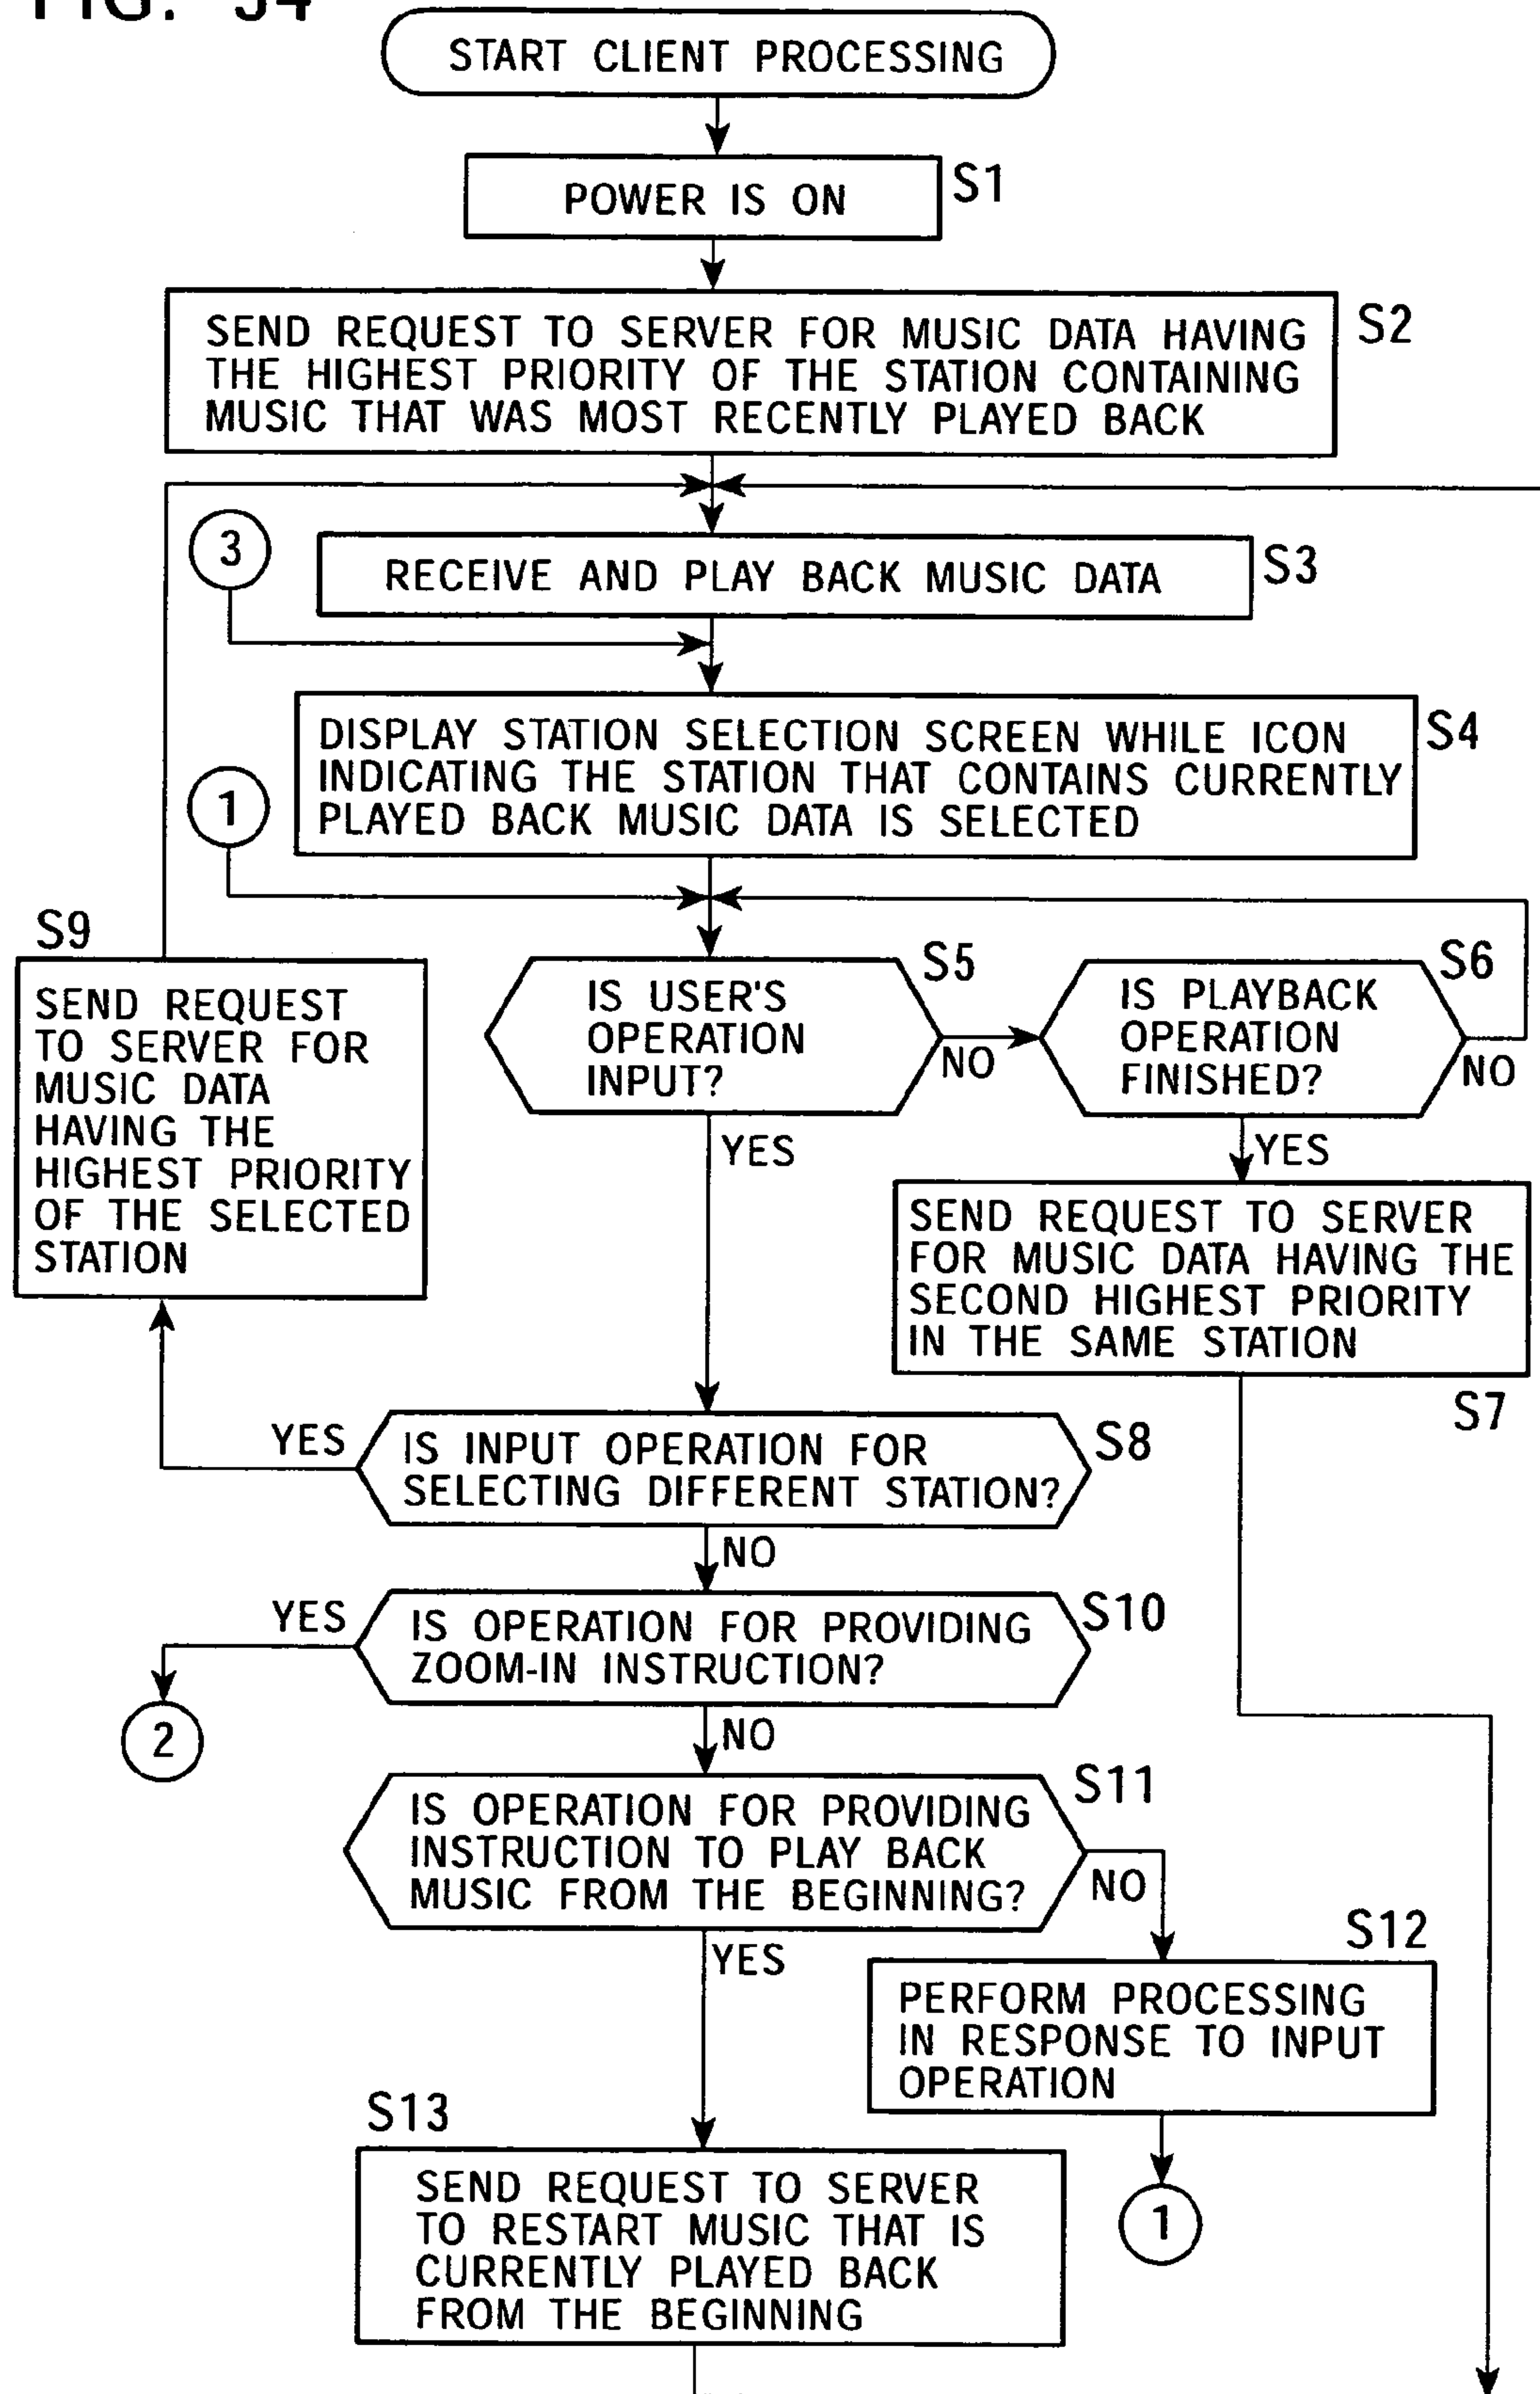 FIG. 34
START CLIENT PROCESSING
POWER IS ON
S1
SEND REQUEST TO SERVER FOR MUSIC DATA HAVING
THE HIGHEST PRIORITY OF THE STATION CONTAINING
MUSIC THAT WAS MOST RECENTLY PLAYED BACK
S2
3
RECEIVE AND PLAY BACK MUSIC DATA
S3
DISPLAY STATION SELECTION SCREEN WHILE ICON
INDICATING THE STATION THAT CONTAINS CURRENTLY
PLAYED BACK MUSIC DATA IS SELECTED
S4
1
S9
SEND REQUEST
TO SERVER FOR
MUSIC DATA
HAVING THE
HIGHEST PRIORITY
OF THE SELECTED
STATION
IS USER'S
OPERATION
INPUT?
S5
NO
YES
IS PLAYBACK
OPERATION
FINISHED?
S6
NO
YES
SEND REQUEST TO SERVER
FOR MUSIC DATA HAVING THE
SECOND HIGHEST PRIORITY
IN THE SAME STATION
S7
YES
IS INPUT OPERATION FOR
SELECTING DIFFERENT STATION?
S8
NO
YES
IS OPERATION FOR PROVIDING
ZOOM-IN INSTRUCTION?
S10
2
NO
IS OPERATION FOR PROVIDING
INSTRUCTION TO PLAY BACK
MUSIC FROM THE BEGINNING?
S11
NO
YES
S12
PERFORM PROCESSING
IN RESPONSE TO INPUT
OPERATION
1
S13
SEND REQUEST TO SERVER
TO RESTART MUSIC THAT IS
CURRENTLY PLAYED BACK
FROM THE BEGINNING